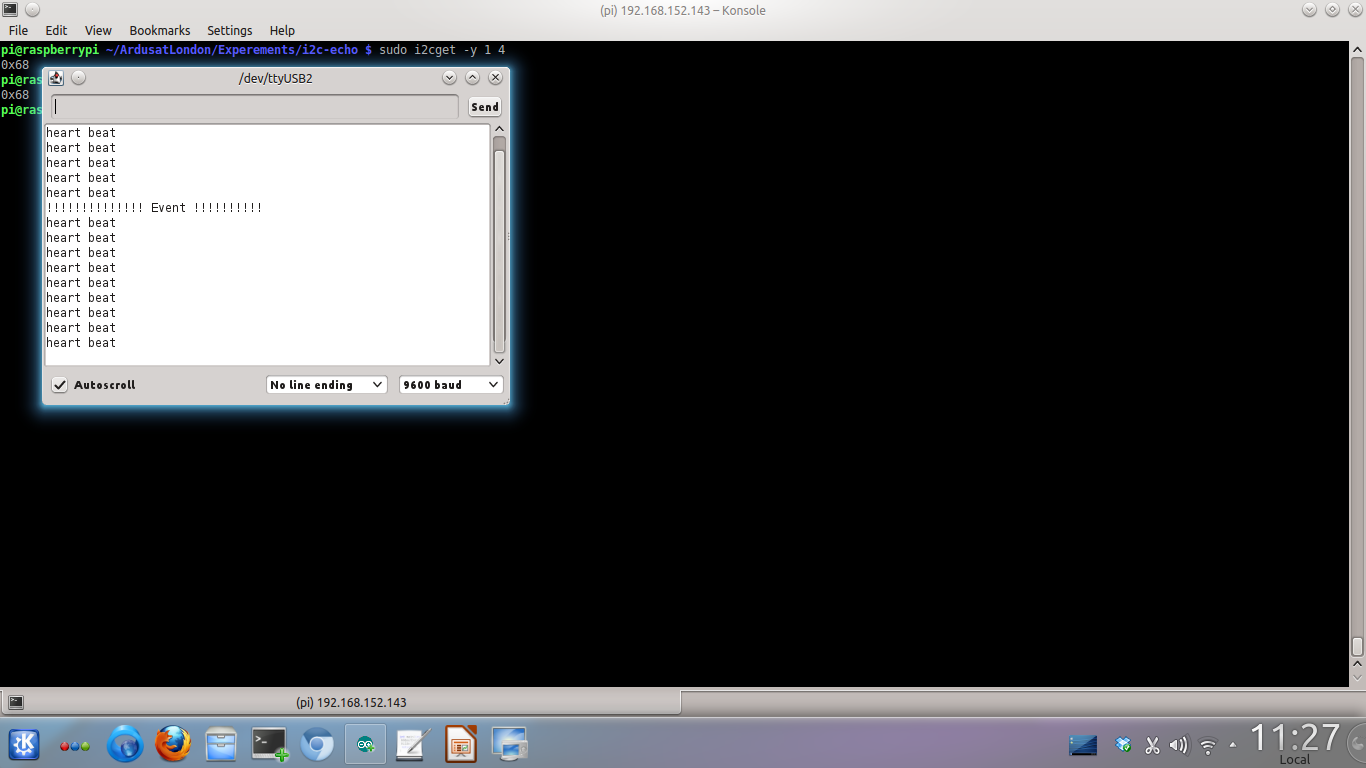 (pi) 192.168.152.143 – Konsole
File Edit View Bookmarks Settings Help
pi@raspberrypi ~/ArdusatLondon/Experements/i2c-echo $ sudo i2cget -y 1 4
0x68
pi@ras
0x68
pi@ras
/dev/ttyUSB2
Send
heart beat
heart beat
heart beat
heart beat
heart beat
!!!!!!!!!!!!!! Event !!!!!!!!!!
heart beat
heart beat
heart beat
heart beat
heart beat
heart beat
heart beat
heart beat
heart beat
Autoscroll
No line ending
9600 baud
(pi) 192.168.152.143
11:27
Local